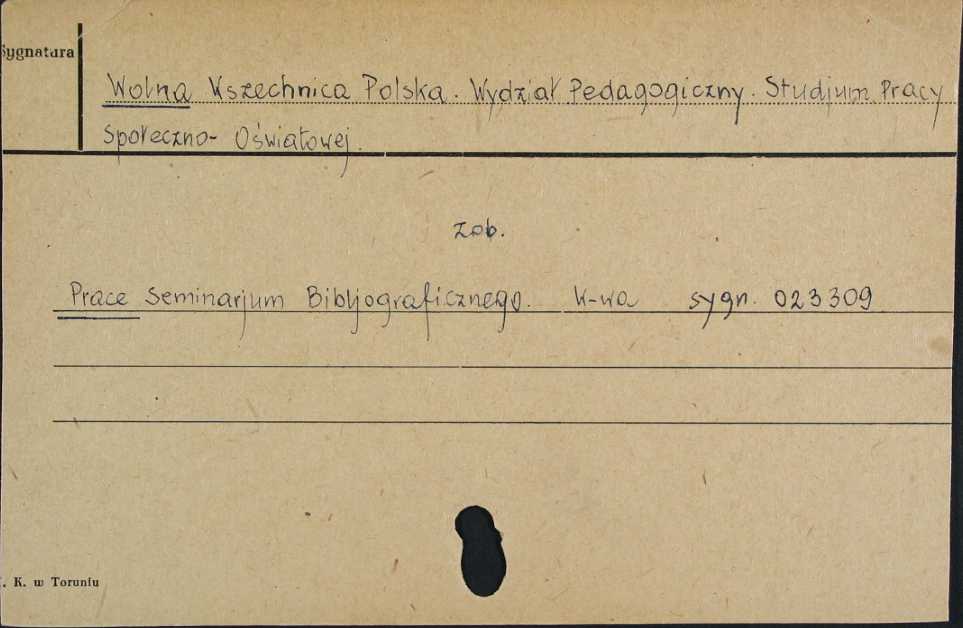 Sygnatura
Wolna Wszechnica Polska. Wydział Pedagogiczny. Studjum Pracy
Społeczno- Oświatowej.
zob.
Prace Seminarjum Bibljograficznego. W-wa sygn. 023309
. K. w Toruniu